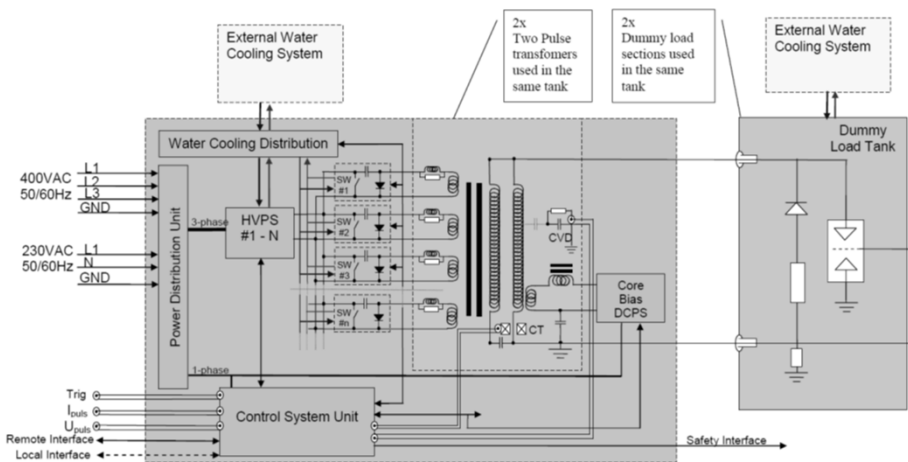 External Water
Cooling System
2x
Two Pulse
transfomers
used in the
same tank
2x
Dummy load
sections used
in the same
tank
External Water
Cooling System
Water Cooling Distribution
Dummy
Load Tank
400VAC
50/60Hz
L1
L2
L3
GND
230VAC
50/60Hz
L1
N
GND
Power Distribution Unit
3-phase
HVPS
#1 - N
SW
#1
SW
#2
SW
#3
SW
#n
CVD
CT
Core
Bias
DCPS
1-phase
Control System Unit
Trig
Ipuls
Upuls
Remote Interface
Local Interface
Safety Interface